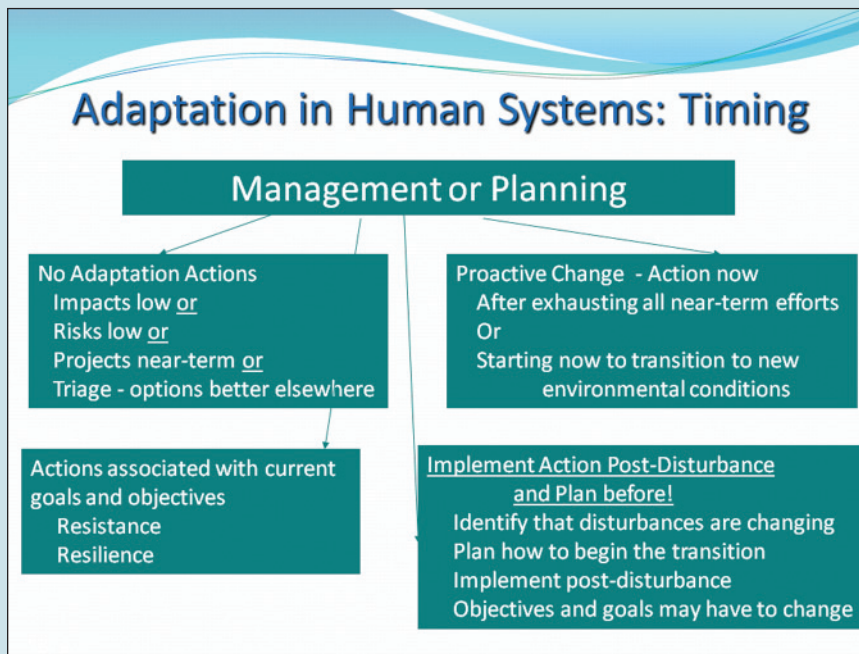 Adaptation in Human Systems: Timing
Management or Planning
No Adaptation Actions
Impacts low or
Risks low or
Projects near-term or
Triage - options better elsewhere
Proactive Change - Action now
After exhausting all near-term efforts
Or
Starting now to transition to new
environmental conditions
Actions associated with current
goals and objectives
Resistance
Resilience
Implement Action Post-Disturbance
and Plan before!
Identify that disturbances are changing
Plan how to begin the transition
Implement post-disturbance
Objectives and goals may have to change